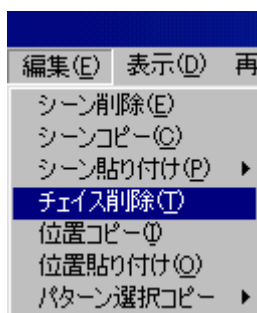 編集(E) 表示(D) 再
シーン削除(E)
シーンコピー(C)
シーン貼り付け(P)
チェイス削除(T)
位置コピー(I)
位置貼り付け(O)
パターン選択コピー